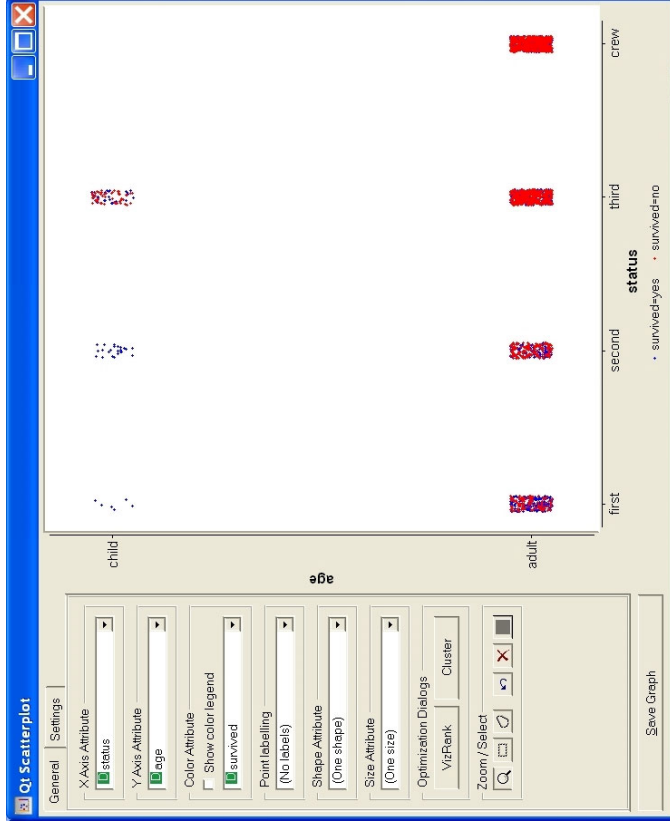 Qt Scatterplot
General
Settings
X Axis Attribute
D status
Y Axis Attribute
D age
Color Attribute
Show color legend
D survived
Point labelling
(No labels)
Shape Attribute
(One shape)
Size Attribute
(One size)
Optimization Dialogs
VizRank
Cluster
Zoom / Select
Save Graph
age
child
adult
first
second
third
crew
status
survived=yes
survived=no